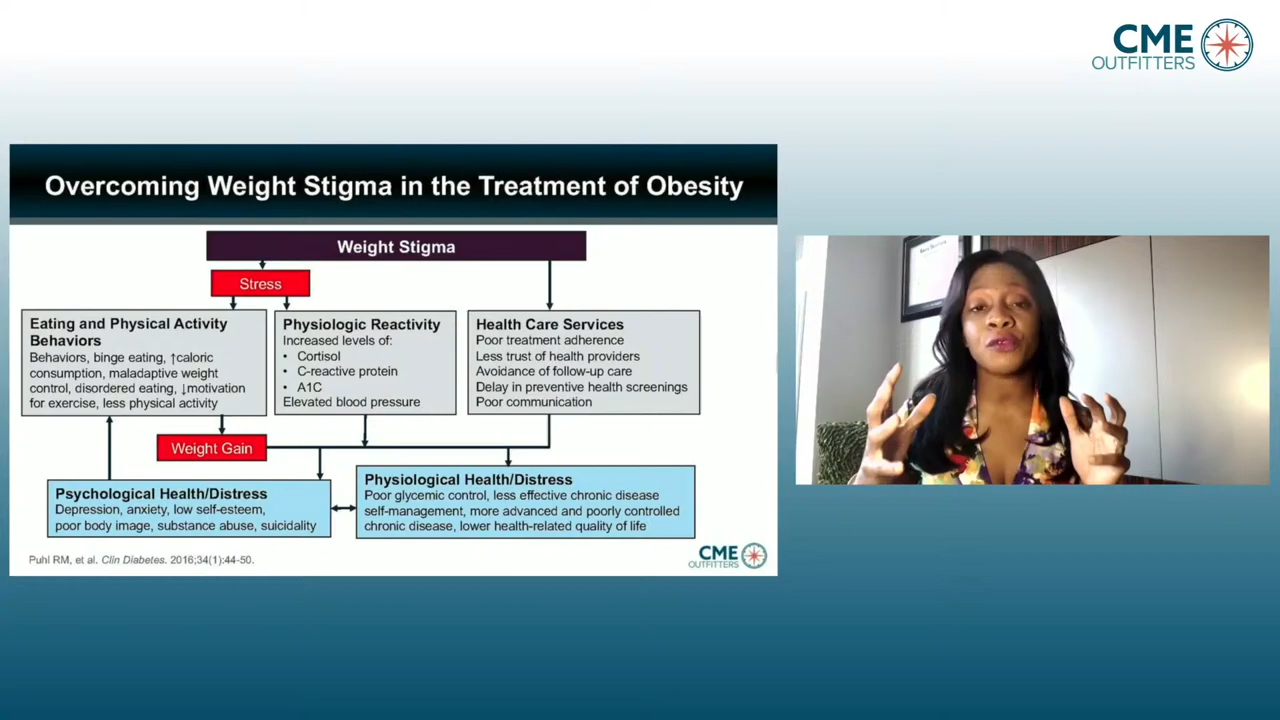 CME
OUTFITTERS
Overcoming Weight Stigma in the Treatment of Obesity
Weight Stigma
Stress
Eating and Physical Activity
Behaviors
Behaviors, binge eating, ↑caloric
consumption, maladaptive weight
control, disordered eating, ↓motivation
for exercise, less physical activity
Physiologic Reactivity
Increased levels of:
• Cortisol
• C-reactive protein
• A1C
Elevated blood pressure
Health Care Services
Poor treatment adherence
Less trust of health providers
Avoidance of follow-up care
Delay in preventive health screenings
Poor communication
Weight Gain
Psychological Health/Distress
Depression, anxiety, low self-esteem,
poor body image, substance abuse, suicidality
Physiological Health/Distress
Poor glycemic control, less effective chronic disease
self-management, more advanced and poorly controlled
chronic disease, lower health-related quality of life
Puhl RM, et al. Clin Diabetes. 2016;34(1):44-50.
CME
OUTFITTERS